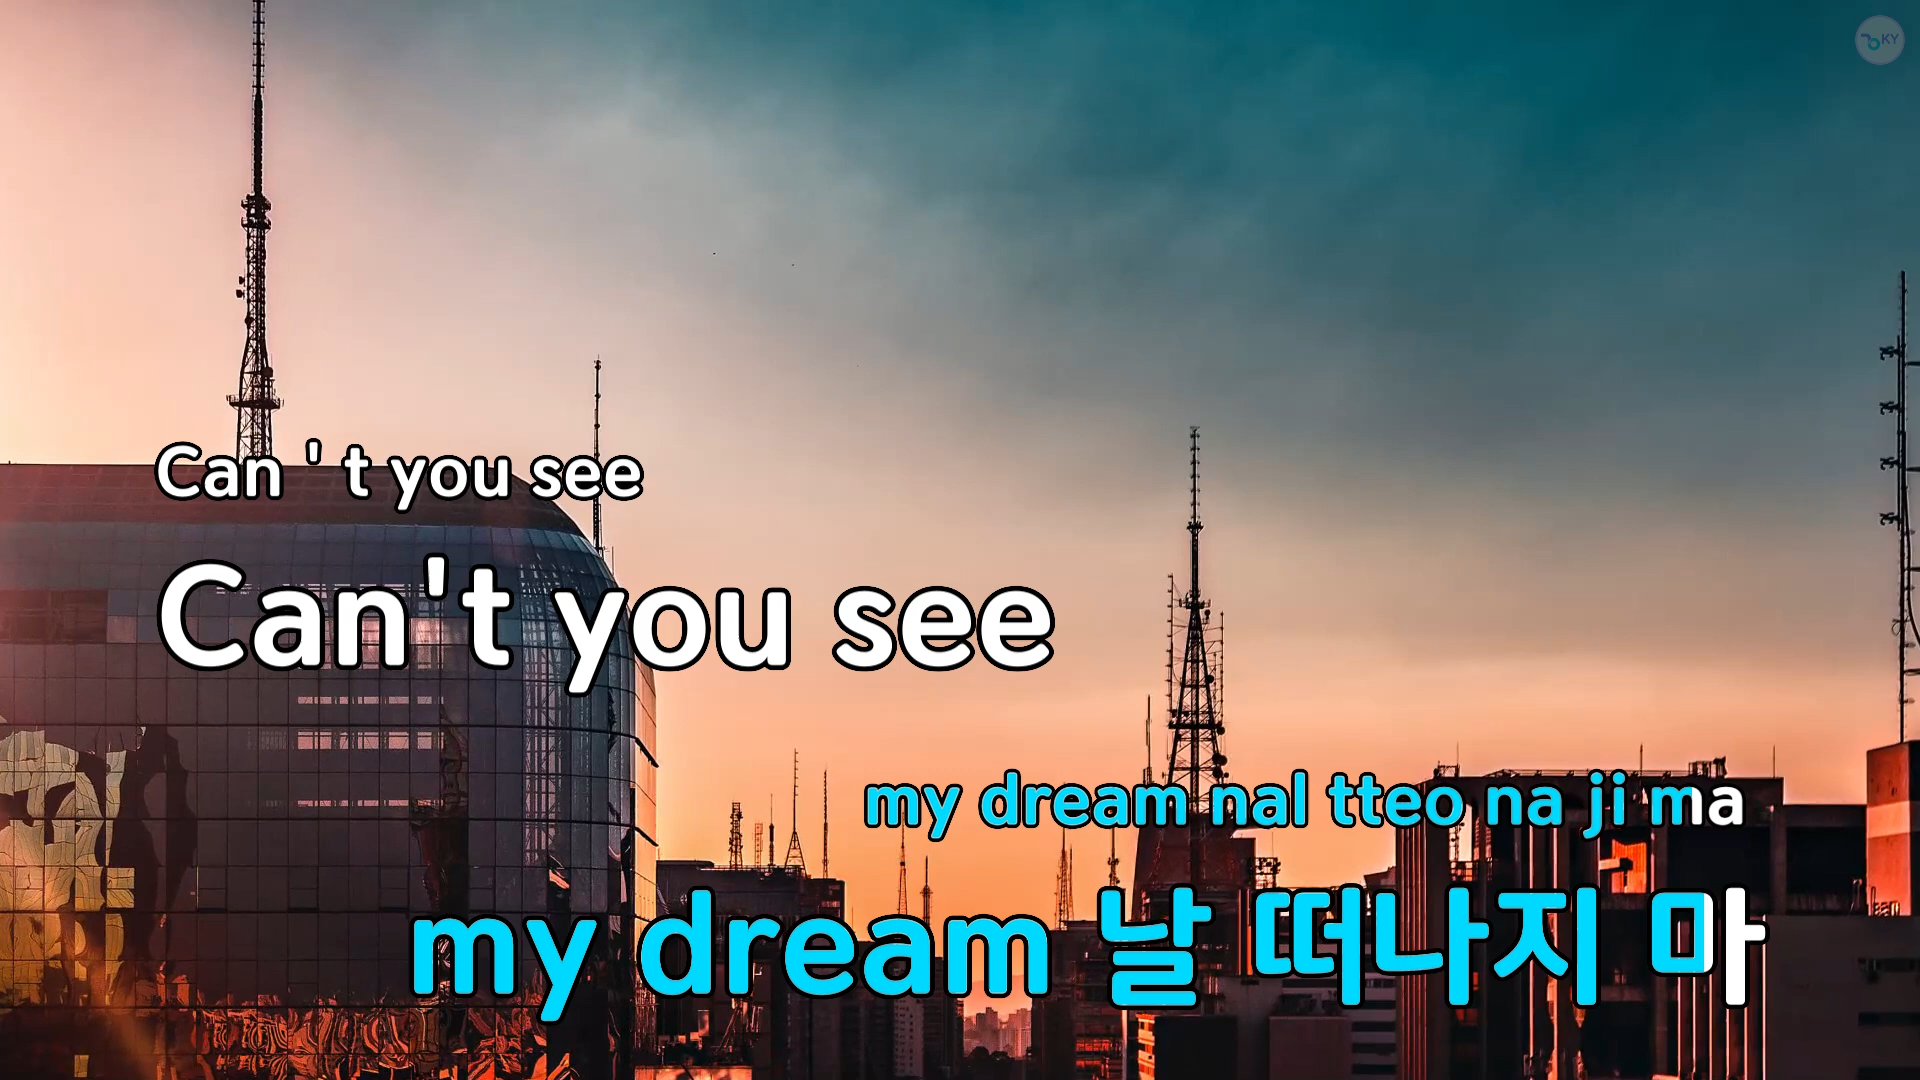 KY
Can ' t you see
Can't you see
my dream nal tteo na ji ma
my dream 날 떠나지 마